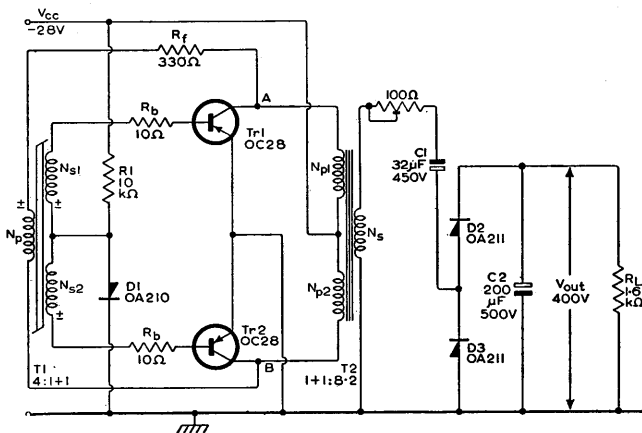 Vcc
-28V
Rf
330Ω
A
100Ω
Rb
10Ω
Tr1
OC28
C1
32µF
450V
Ns1
R1
10
kΩ
Np1
±
±
Np
Ns
D2
OA211
RL
1·6
kΩ
Ns2
D1
OA210
Np2
C2
200
µF
500V
Vout
400V
±
Rb
10Ω
Tr2
OC28
D3
OA211
T1
4:1+1
B
T2
1+1:8·2